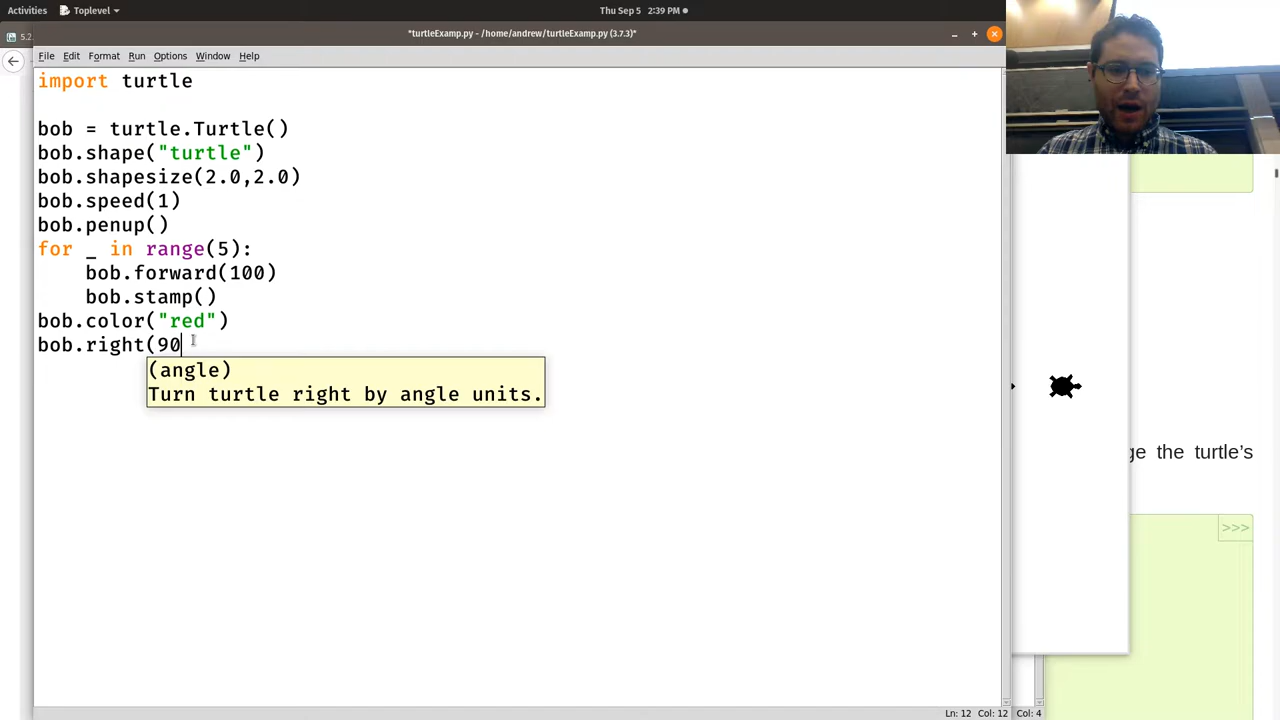 Activities Toplevel Thu Sep 5 2:39 PM
*turtleExamp.py - /home/andrew/turtleExamp.py (3.7.3)*
5.2
File Edit Format Run Options Window Help
import turtle
bob = turtle.Turtle()
bob.shape("turtle")
bob.shapesize(2.0,2.0)
bob.speed(1)
bob.penup()
for _ in range(5):
    bob.forward(100)
    bob.stamp()
bob.color("red")
bob.right(90
(angle)
Turn turtle right by angle units.
ge the turtle's
>>>
Ln: 12 Col: 12 Col: 4